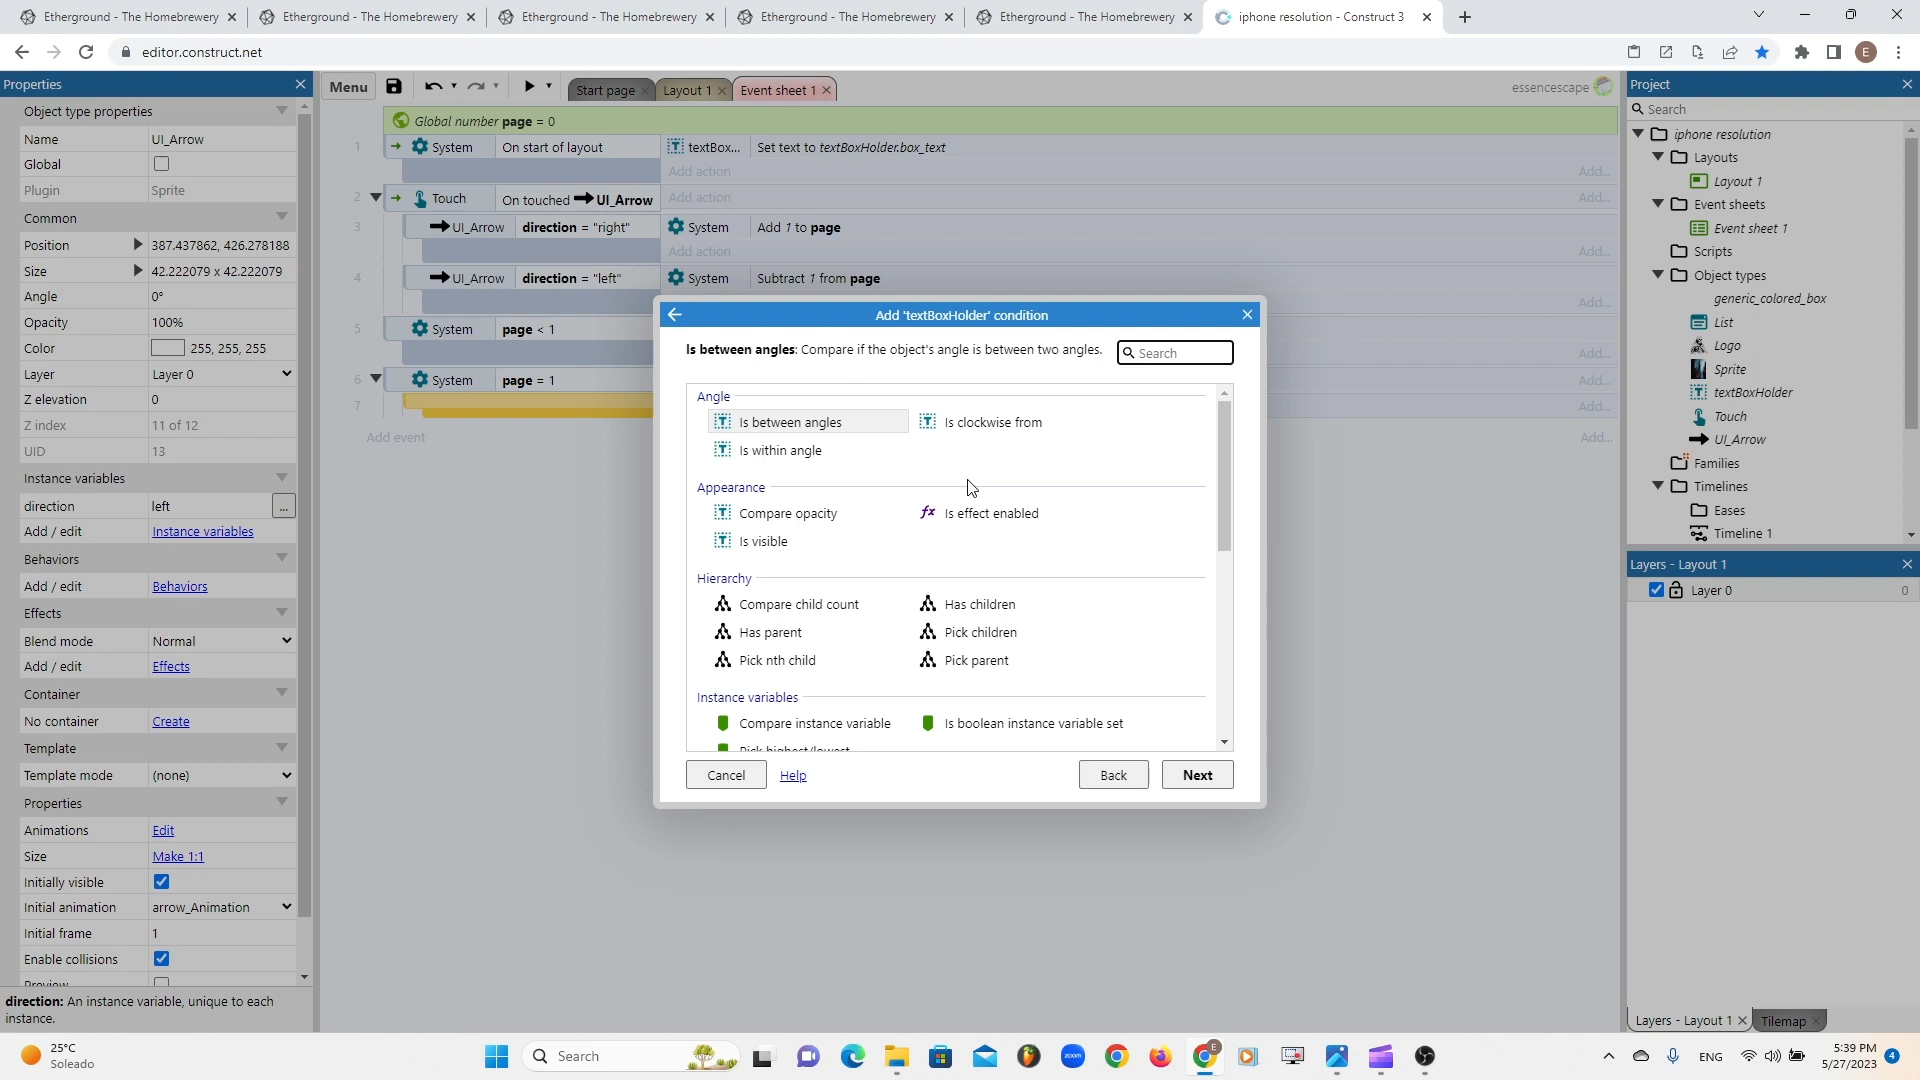 Etherground - The Homebrewery
Etherground - The Homebrewery
Etherground - The Homebrewery
Etherground - The Homebrewery
Etherground - The Homebrewery
iphone resolution - Construct 3
editor.construct.net
E
Properties
Object type properties
Name UI_Arrow
Global
Plugin Sprite
Common
Position 387.437862, 426.278188
Size 42.222079 x 42.222079
Angle 0°
Opacity 100%
Color 255, 255, 255
Layer Layer 0
Z elevation 0
Z index 11 of 12
UID 13
Instance variables
direction left ...
Add / edit Instance variables
Behaviors
Add / edit Behaviors
Effects
Blend mode Normal
Add / edit Effects
Container
No container Create
Template
Template mode (none)
Properties
Animations Edit
Size Make 1:1
Initially visible
Initial animation arrow_Animation
Initial frame 1
Enable collisions
Preview
direction: An instance variable, unique to each
instance.
Menu
Start page
Layout 1
Event sheet 1
essencescape
Global number page = 0
1 System On start of layout textBox... Set text to textBoxHolder.box_text
Add action Add...
2 Touch On touched UI_Arrow Add action Add...
3 UI_Arrow direction = "right" System Add 1 to page
Add action Add...
4 UI_Arrow direction = "left" System Subtract 1 from page
Add...
5 System page < 1
Add...
6 System page = 1 Add...
7 Add...
Add event Add...
Add 'textBoxHolder' condition
Is between angles: Compare if the object's angle is between two angles.
Search
Angle
Is between angles Is clockwise from
Is within angle
Appearance
Compare opacity fx Is effect enabled
Is visible
Hierarchy
Compare child count Has children
Has parent Pick children
Pick nth child Pick parent
Instance variables
Compare instance variable Is boolean instance variable set
Pick highest/lowest
Cancel Help Back Next
Project
Search
iphone resolution
Layouts
Layout 1
Event sheets
Event sheet 1
Scripts
Object types
generic_colored_box
List
Logo
Sprite
textBoxHolder
Touch
UI_Arrow
Families
Timelines
Eases
Timeline 1
Layers - Layout 1
Layer 0 0
Layers - Layout 1 Tilemap
25°C
Soleado
Search
zoom
E
ENG
5:39 PM
5/27/2023
4